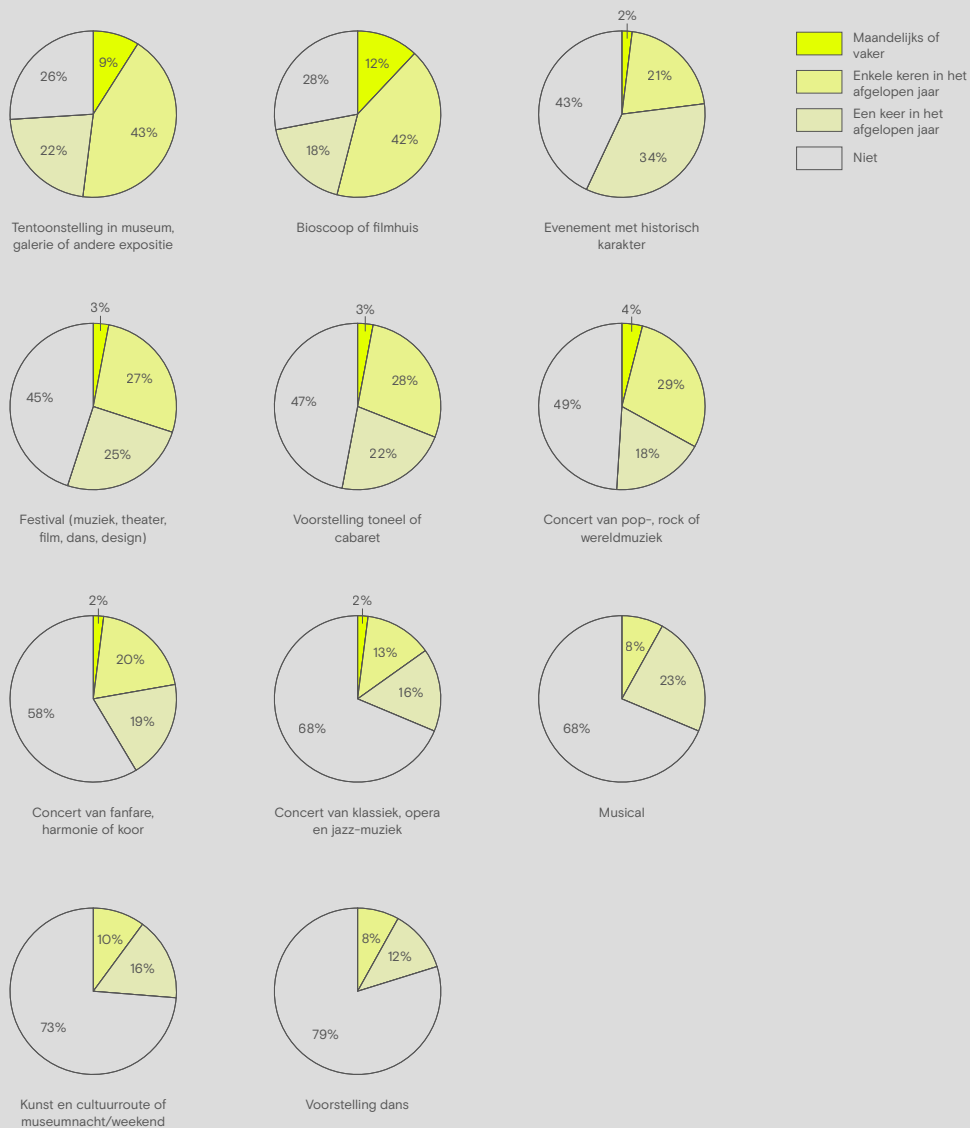 2%
9%
26%
43%
22%
12%
28%
42%
18%
21%
43%
34%
Maandelijks of
vaker
Enkele keren in het
afgelopen jaar
Een keer in het
afgelopen jaar
Niet
Tentoonstelling in museum,
galerie of andere expositie
Bioscoop of filmhuis
Evenement met historisch
karakter
3%
27%
45%
25%
3%
28%
47%
22%
4%
29%
49%
18%
Festival (muziek, theater,
film, dans, design)
Voorstelling toneel of
cabaret
Concert van pop-, rock of
wereldmuziek
2%
20%
58%
19%
2%
13%
16%
68%
8%
23%
68%
Concert van fanfare,
harmonie of koor
Concert van klassiek, opera
en jazz-muziek
Musical
10%
16%
73%
8%
12%
79%
Kunst en cultuurroute of
museumnacht/weekend
Voorstelling dans